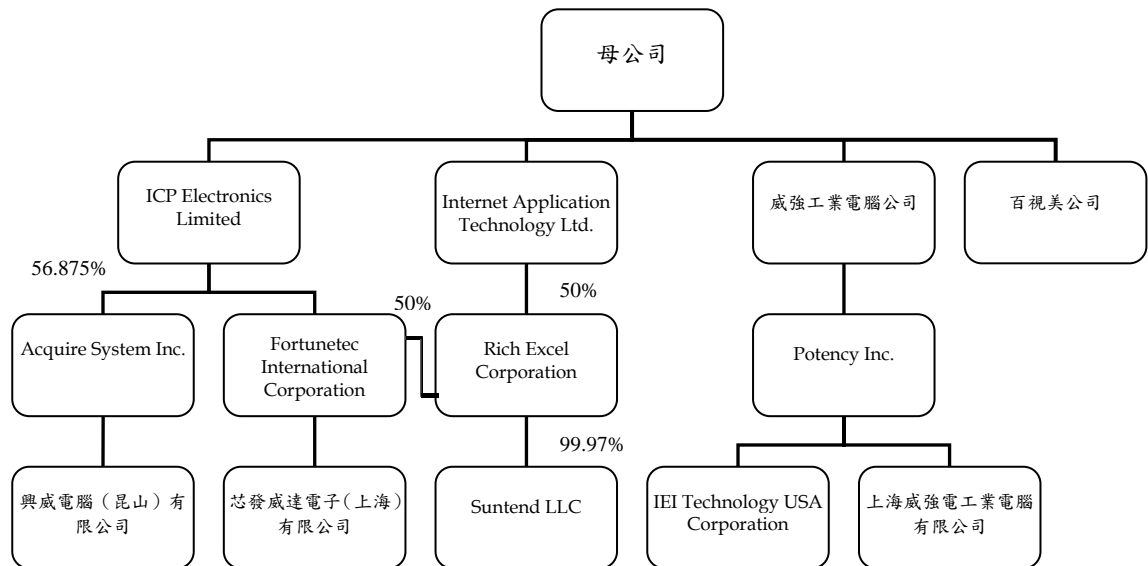 母公司
ICP Electronics
Limited
Internet Application
Technology Ltd.
威強工業電腦公司
百視美公司
56.875%
50%
50%
Acquire System Inc.
Fortunetec
International
Corporation
Rich Excel
Corporation
Potency Inc.
99.97%
興威電腦（昆山）有
限公司
芯發威達電子（上海）
有限公司
Suntend LLC
IEI Technology USA
Corporation
上海威強電工業電腦
有限公司